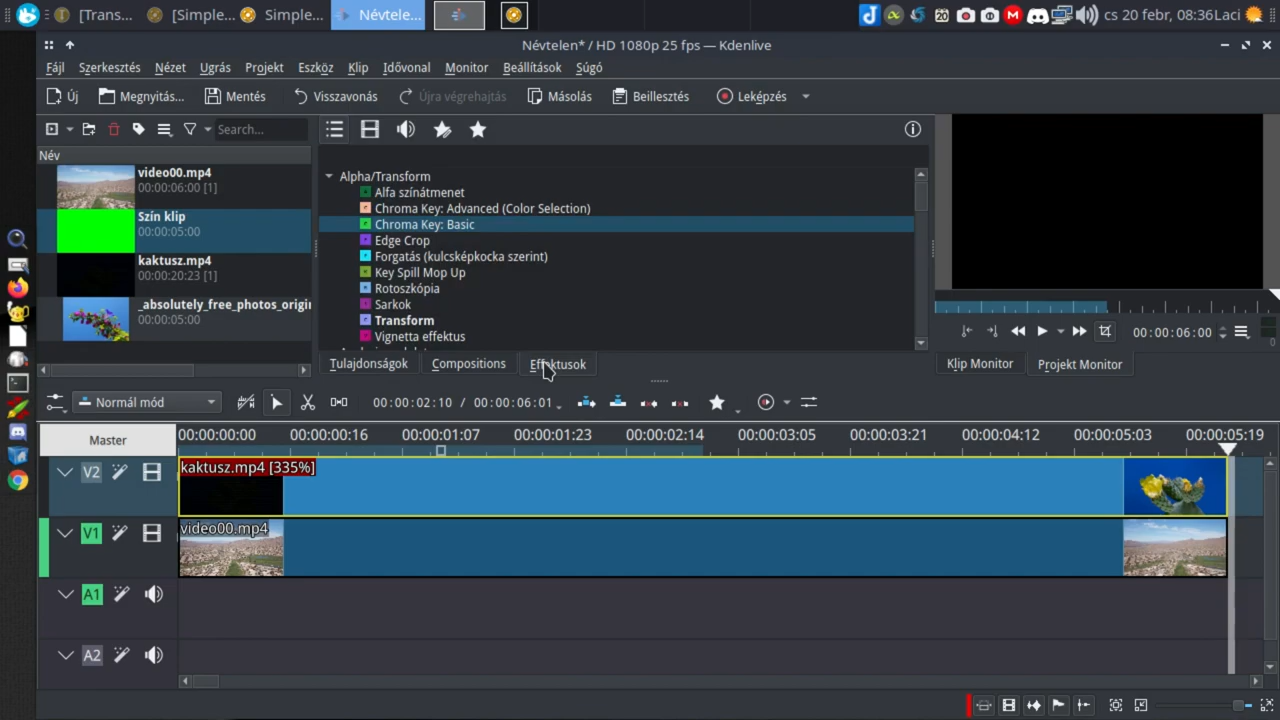 [Trans... [Simple... Simple... Névtele... 20 M cs 20 febr, 08:36Laci
Névtelen* / HD 1080p 25 fps — Kdenlive
Fájl Szerkesztés Nézet Ugrás Projekt Eszköz Klip Idővonal Monitor Beállítások Súgó
Új Megnyitás... Mentés Visszavonás Újra végrehajtás Másolás Beillesztés Leképzés
Search...
Név
video00.mp4
00:00:06:00 [1]
Szín klip
00:00:05:00
kaktusz.mp4
00:00:20:23 [1]
_absolutely_free_photos_origi
00:00:05:00
Alpha/Transform
Alfa színátmenet
Chroma Key: Advanced (Color Selection)
Chroma Key: Basic
Edge Crop
Forgatás (kulcsképkocka szerint)
Key Spill Mop Up
Rotoszkópia
Sarkok
Transform
Vignetta effektus
Tulajdonságok Compositions Effektusok
00:00:06:00
0
Klip Monitor Projekt Monitor
Normál mód 00:00:02:10 / 00:00:06:01
Master 00:00:00:00 00:00:00:16 00:00:01:07 00:00:01:23 00:00:02:14 00:00:03:05 00:00:03:21 00:00:04:12 00:00:05:03 00:00:05:19
V2 kaktusz.mp4 [335%]
V1 video00.mp4
A1
A2